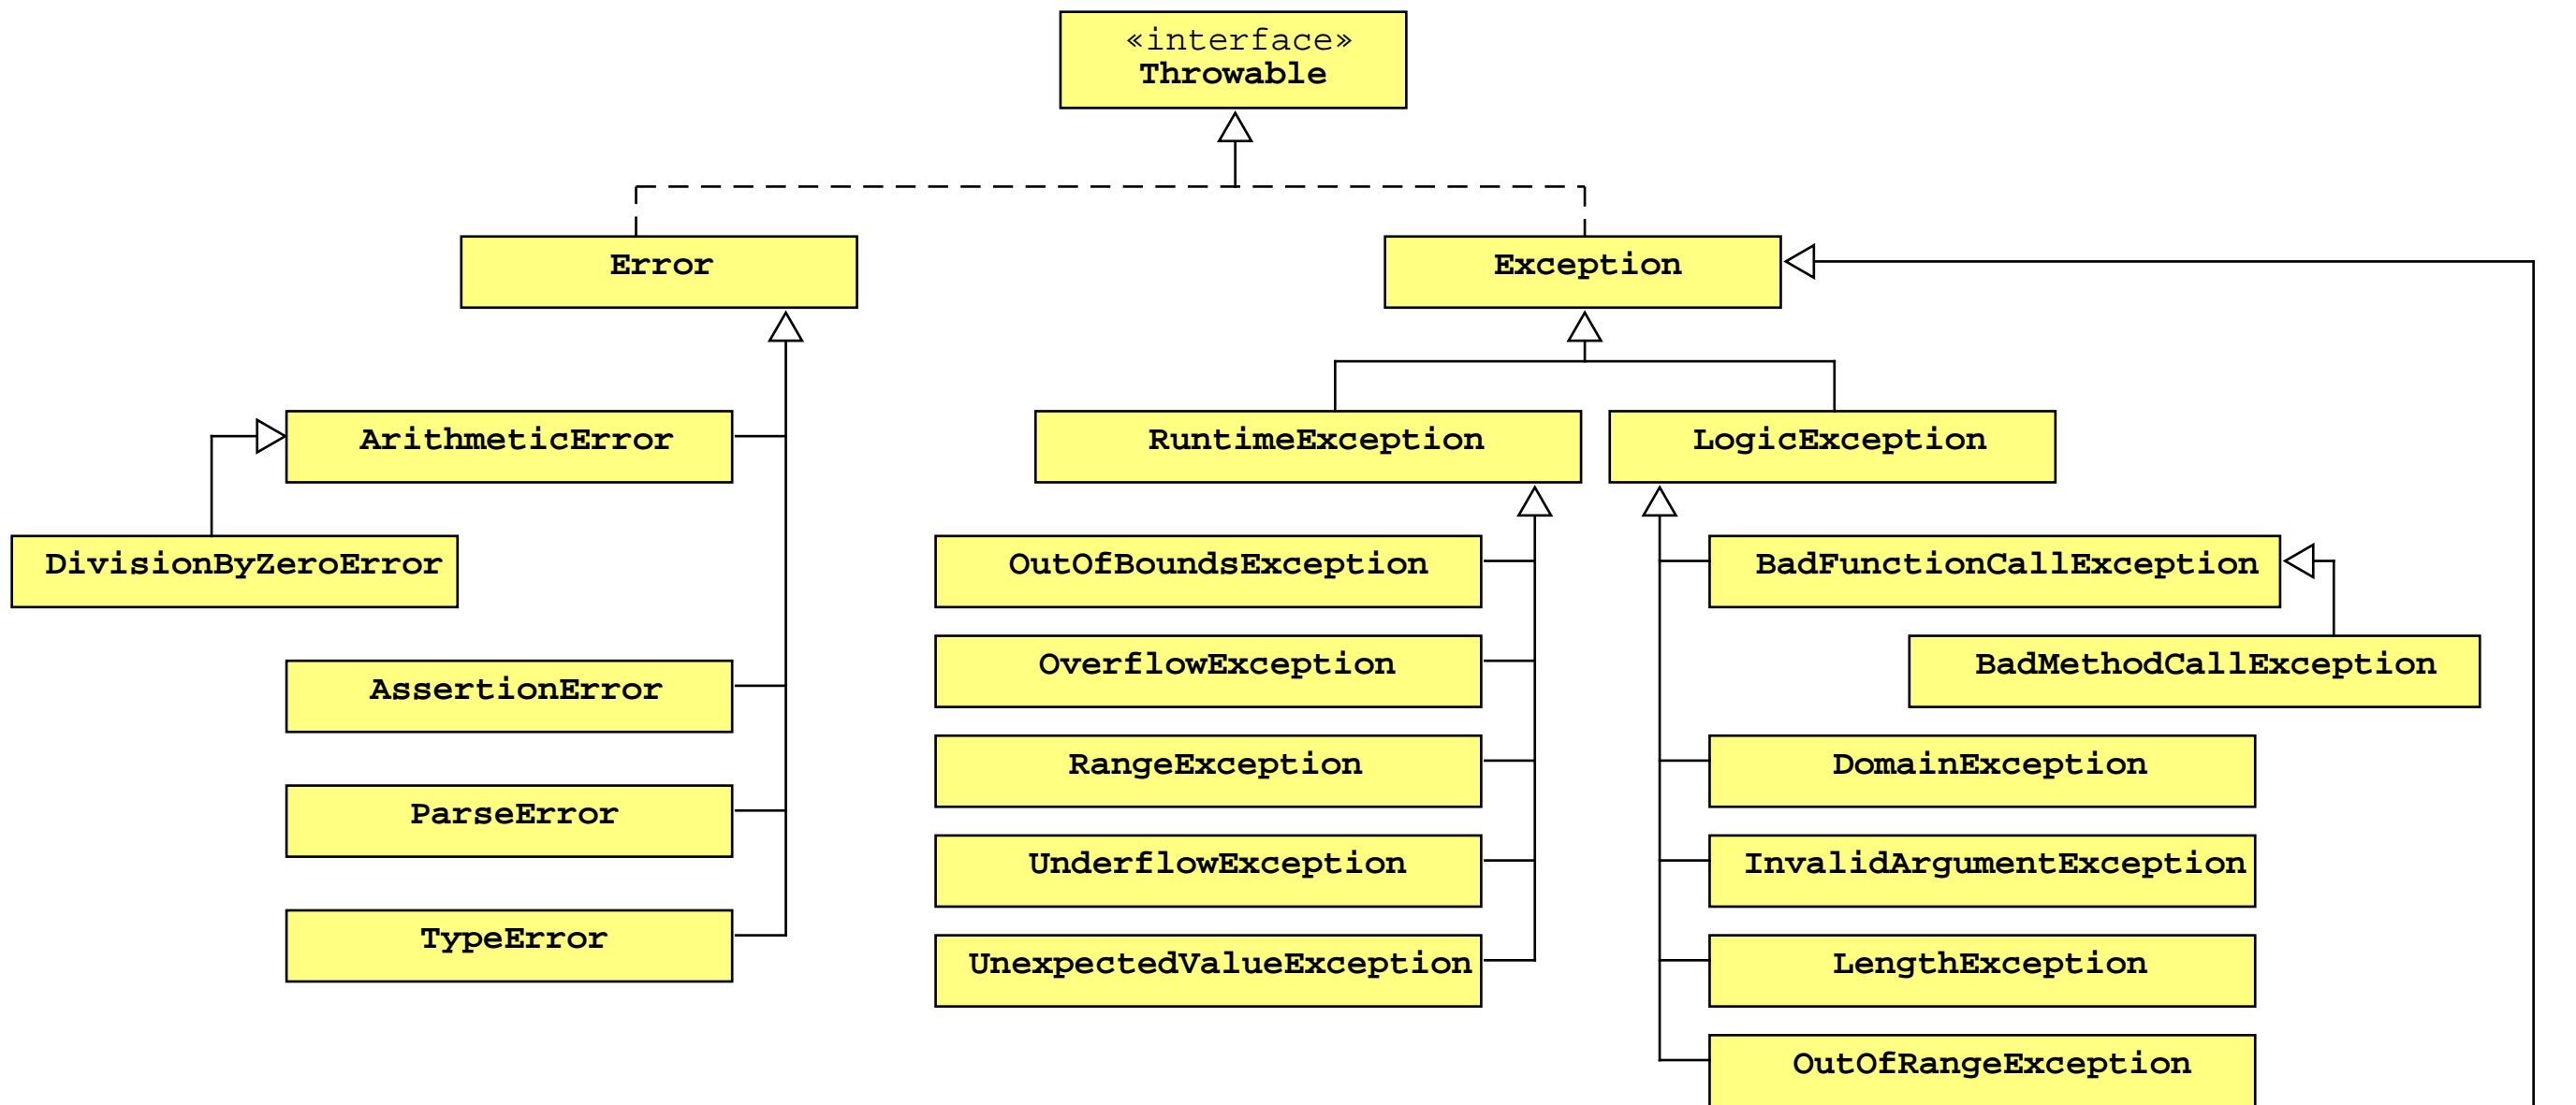 «interface»
Throwable
Error
Exception
ArithmeticError
RuntimeException
LogicException
DivisionByZeroError
OutOfBoundsException
BadFunctionCallException
OverflowException
BadMethodCallException
AssertionError
RangeException
DomainException
ParseError
UnderflowException
InvalidArgumentException
TypeError
UnexpectedValueException
LengthException
OutOfRangeException